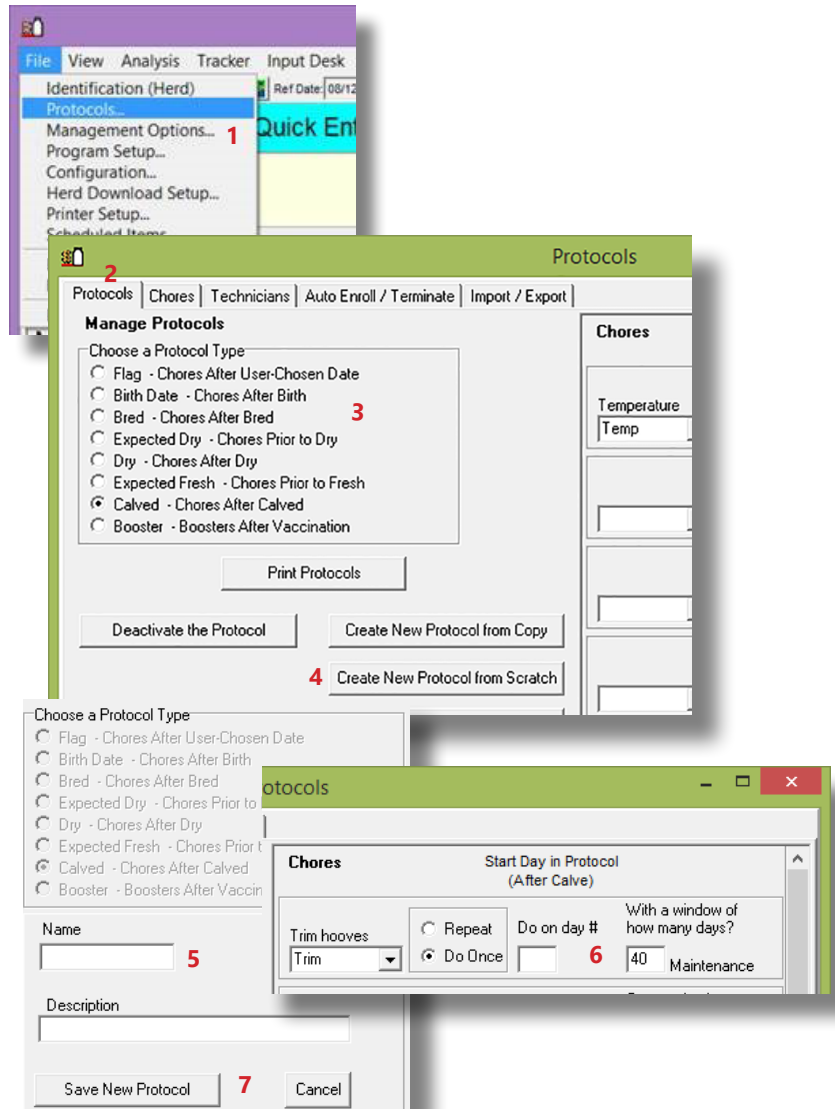 File View Analysis Tracker Input Desk
Identification (Herd)
Ref Date: 08/12
Protocols...
Management Options...
1
Quick Ent
Program Setup...
Configuration...
Herd Download Setup...
Printer Setup...
Scheduled Items
Protocols
2
Protocols Chores Technicians Auto Enroll / Terminate Import / Export
Manage Protocols
Choose a Protocol Type
Flag - Chores After User-Chosen Date
Birth Date - Chores After Birth
Bred - Chores After Bred
3
Expected Dry - Chores Prior to Dry
Dry - Chores After Dry
Expected Fresh - Chores Prior to Fresh
Calved - Chores After Calved
Booster - Boosters After Vaccination
Chores
Temperature
Temp
Print Protocols
Deactivate the Protocol
Create New Protocol from Copy
4
Create New Protocol from Scratch
Choose a Protocol Type
Flag - Chores After User-Chosen Date
Birth Date - Chores After Birth
Bred - Chores After Bred
Expected Dry - Chores Prior to
Dry - Chores After Dry
Expected Fresh - Chores Prior t
Calved - Chores After Calved
Booster - Boosters After Vaccin
Name
5
Description
Save New Protocol
7
Cancel
otocols
Chores
Start Day in Protocol
(After Calve)
Trim hooves
Trim
Repeat
Do Once
Do on day #
6
With a window of
how many days?
40 Maintenance